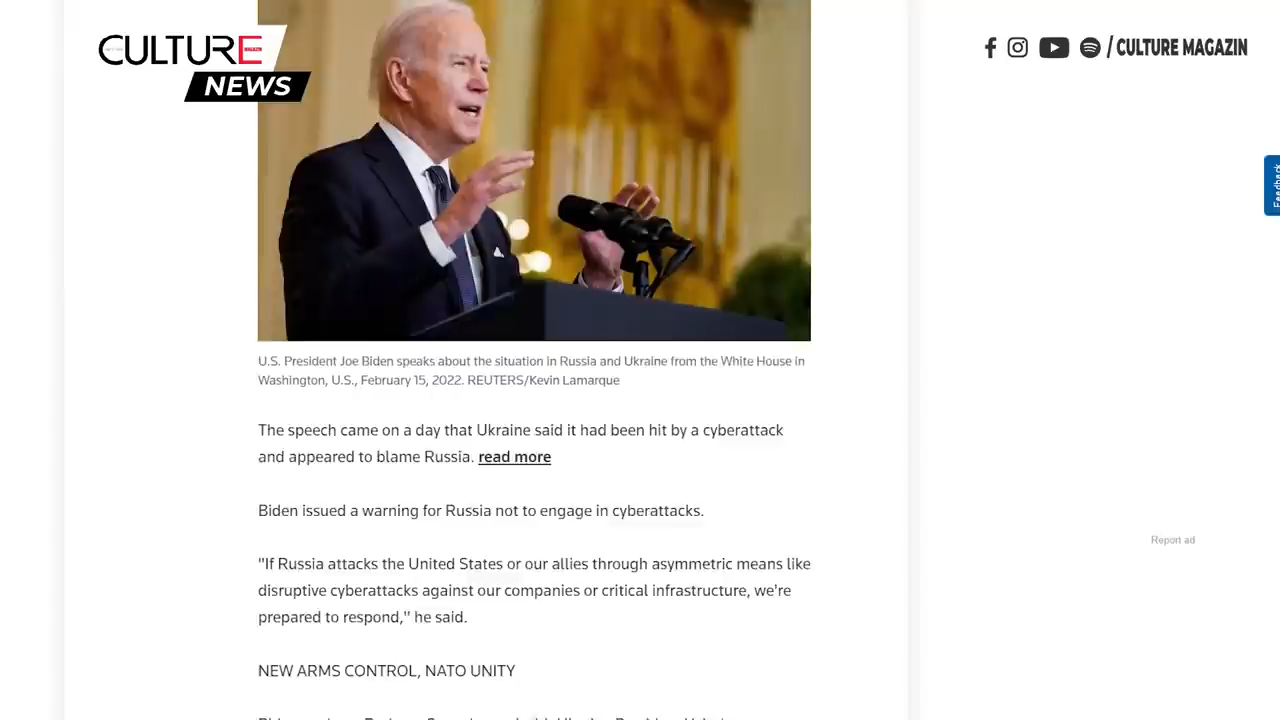 CULTURE
NEWS
/ CULTURE MAGAZIN
Feedback
U.S. President Joe Biden speaks about the situation in Russia and Ukraine from the White House in
Washington, U.S., February 15, 2022. REUTERS/Kevin Lamarque
The speech came on a day that Ukraine said it had been hit by a cyberattack
and appeared to blame Russia. read more
Biden issued a warning for Russia not to engage in cyberattacks.
"If Russia attacks the United States or our allies through asymmetric means like
disruptive cyberattacks against our companies or critical infrastructure, we're
prepared to respond," he said.
Report ad
NEW ARMS CONTROL, NATO UNITY